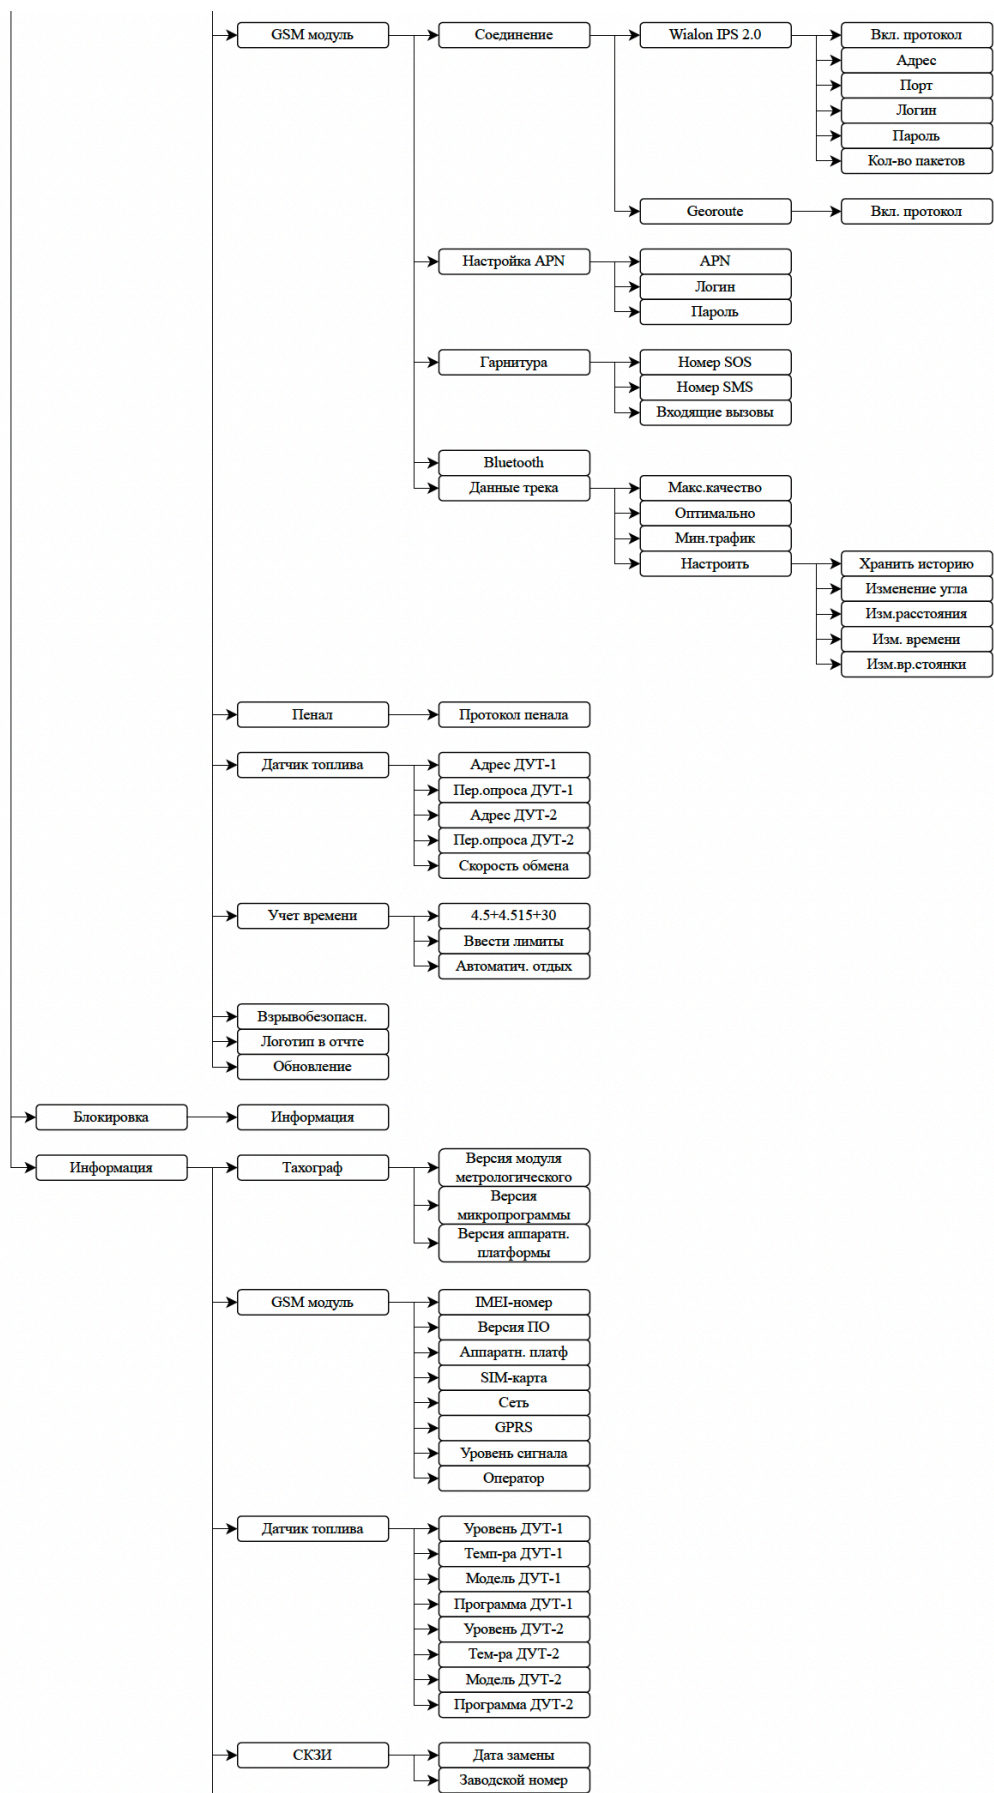 GSM модуль
Соединение
Wialon IPS 2.0
Вкл. протокол
Адрес
Порт
Логин
Пароль
Кол-во пакетов
Georoute
Вкл. протокол
Настройка APN
APN
Логин
Пароль
Гарнитура
Номер SOS
Номер SMS
Входящие вызовы
Bluetooth
Данные трека
Макс.качество
Оптимально
Мин.трафик
Настроить
Хранить историю
Изменение угла
Изм.расстояния
Изм. времени
Изм.вр.стоянки
Пенал
Протокол пенала
Датчик топлива
Адрес ДУТ-1
Пер.опроса ДУТ-1
Адрес ДУТ-2
Пер.опроса ДУТ-2
Скорость обмена
Учет времени
4.5+4.515+30
Ввести лимиты
Автоматич. отдых
Взрывобезопасн.
Логотип в отчте
Обновление
Блокировка
Информация
Информация
Тахограф
Версия модуля
метрологического
Версия
микропрограммы
Версия аппаратн.
платформы
GSM модуль
IMEI-номер
Версия ПО
Аппаратн. платф
SIM-карта
Сеть
GPRS
Уровень сигнала
Оператор
Датчик топлива
Уровень ДУТ-1
Темп-ра ДУТ-1
Модель ДУТ-1
Программа ДУТ-1
Уровень ДУТ-2
Тем-ра ДУТ-2
Модель ДУТ-2
Программа ДУТ-2
СКЗИ
Дата замены
Заводской номер